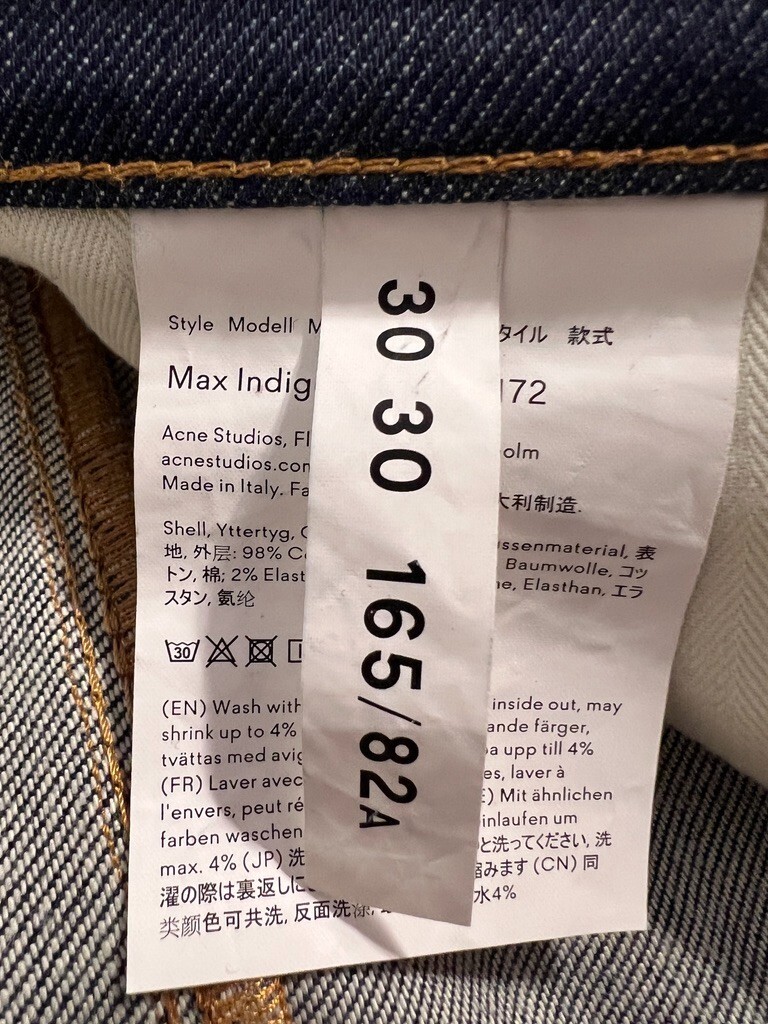 Style Modell
タイル 款式
Max Indig
172
Acne Studios, Fl
olm
acnestudios.com
Made in Italy. Fa
大利制造.
Shell, Yttertyg,
ssenmaterial, 表
地, 外层: 98% C
Baumwolle, コッ
トン, 棉; 2% Elast
ne, Elasthan, エラ
スタン, 氨纶
30
(EN) Wash with
inside out, may
shrink up to 4%
ande färger,
tvättas med avig
a upp till 4%
(FR) Laver avec
es, laver à
l'envers, peut ré
) Mit ähnlichen
farben waschen
inlaufen um
max. 4% (JP) 洗
と洗ってください, 洗
濯の際は裏返しに
縮みます (CN) 同
类颜色可共洗, 反面洗涤,
水4%
30 30 165/82A